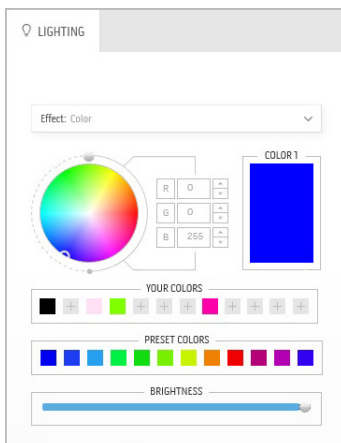 LIGHTING
Effect: Color
COLOR 1
R 0
G 0
B 255
YOUR COLORS
PRESET COLORS
BRIGHTNESS